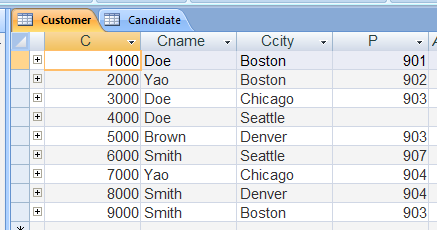 Customer Candidate
C Cname Ccity P
1000 Doe Boston 901
2000 Yao Boston 902
3000 Doe Chicago 903
4000 Doe Seattle
5000 Brown Denver 903
6000 Smith Seattle 907
7000 Yao Chicago 904
8000 Smith Denver 904
9000 Smith Boston 903